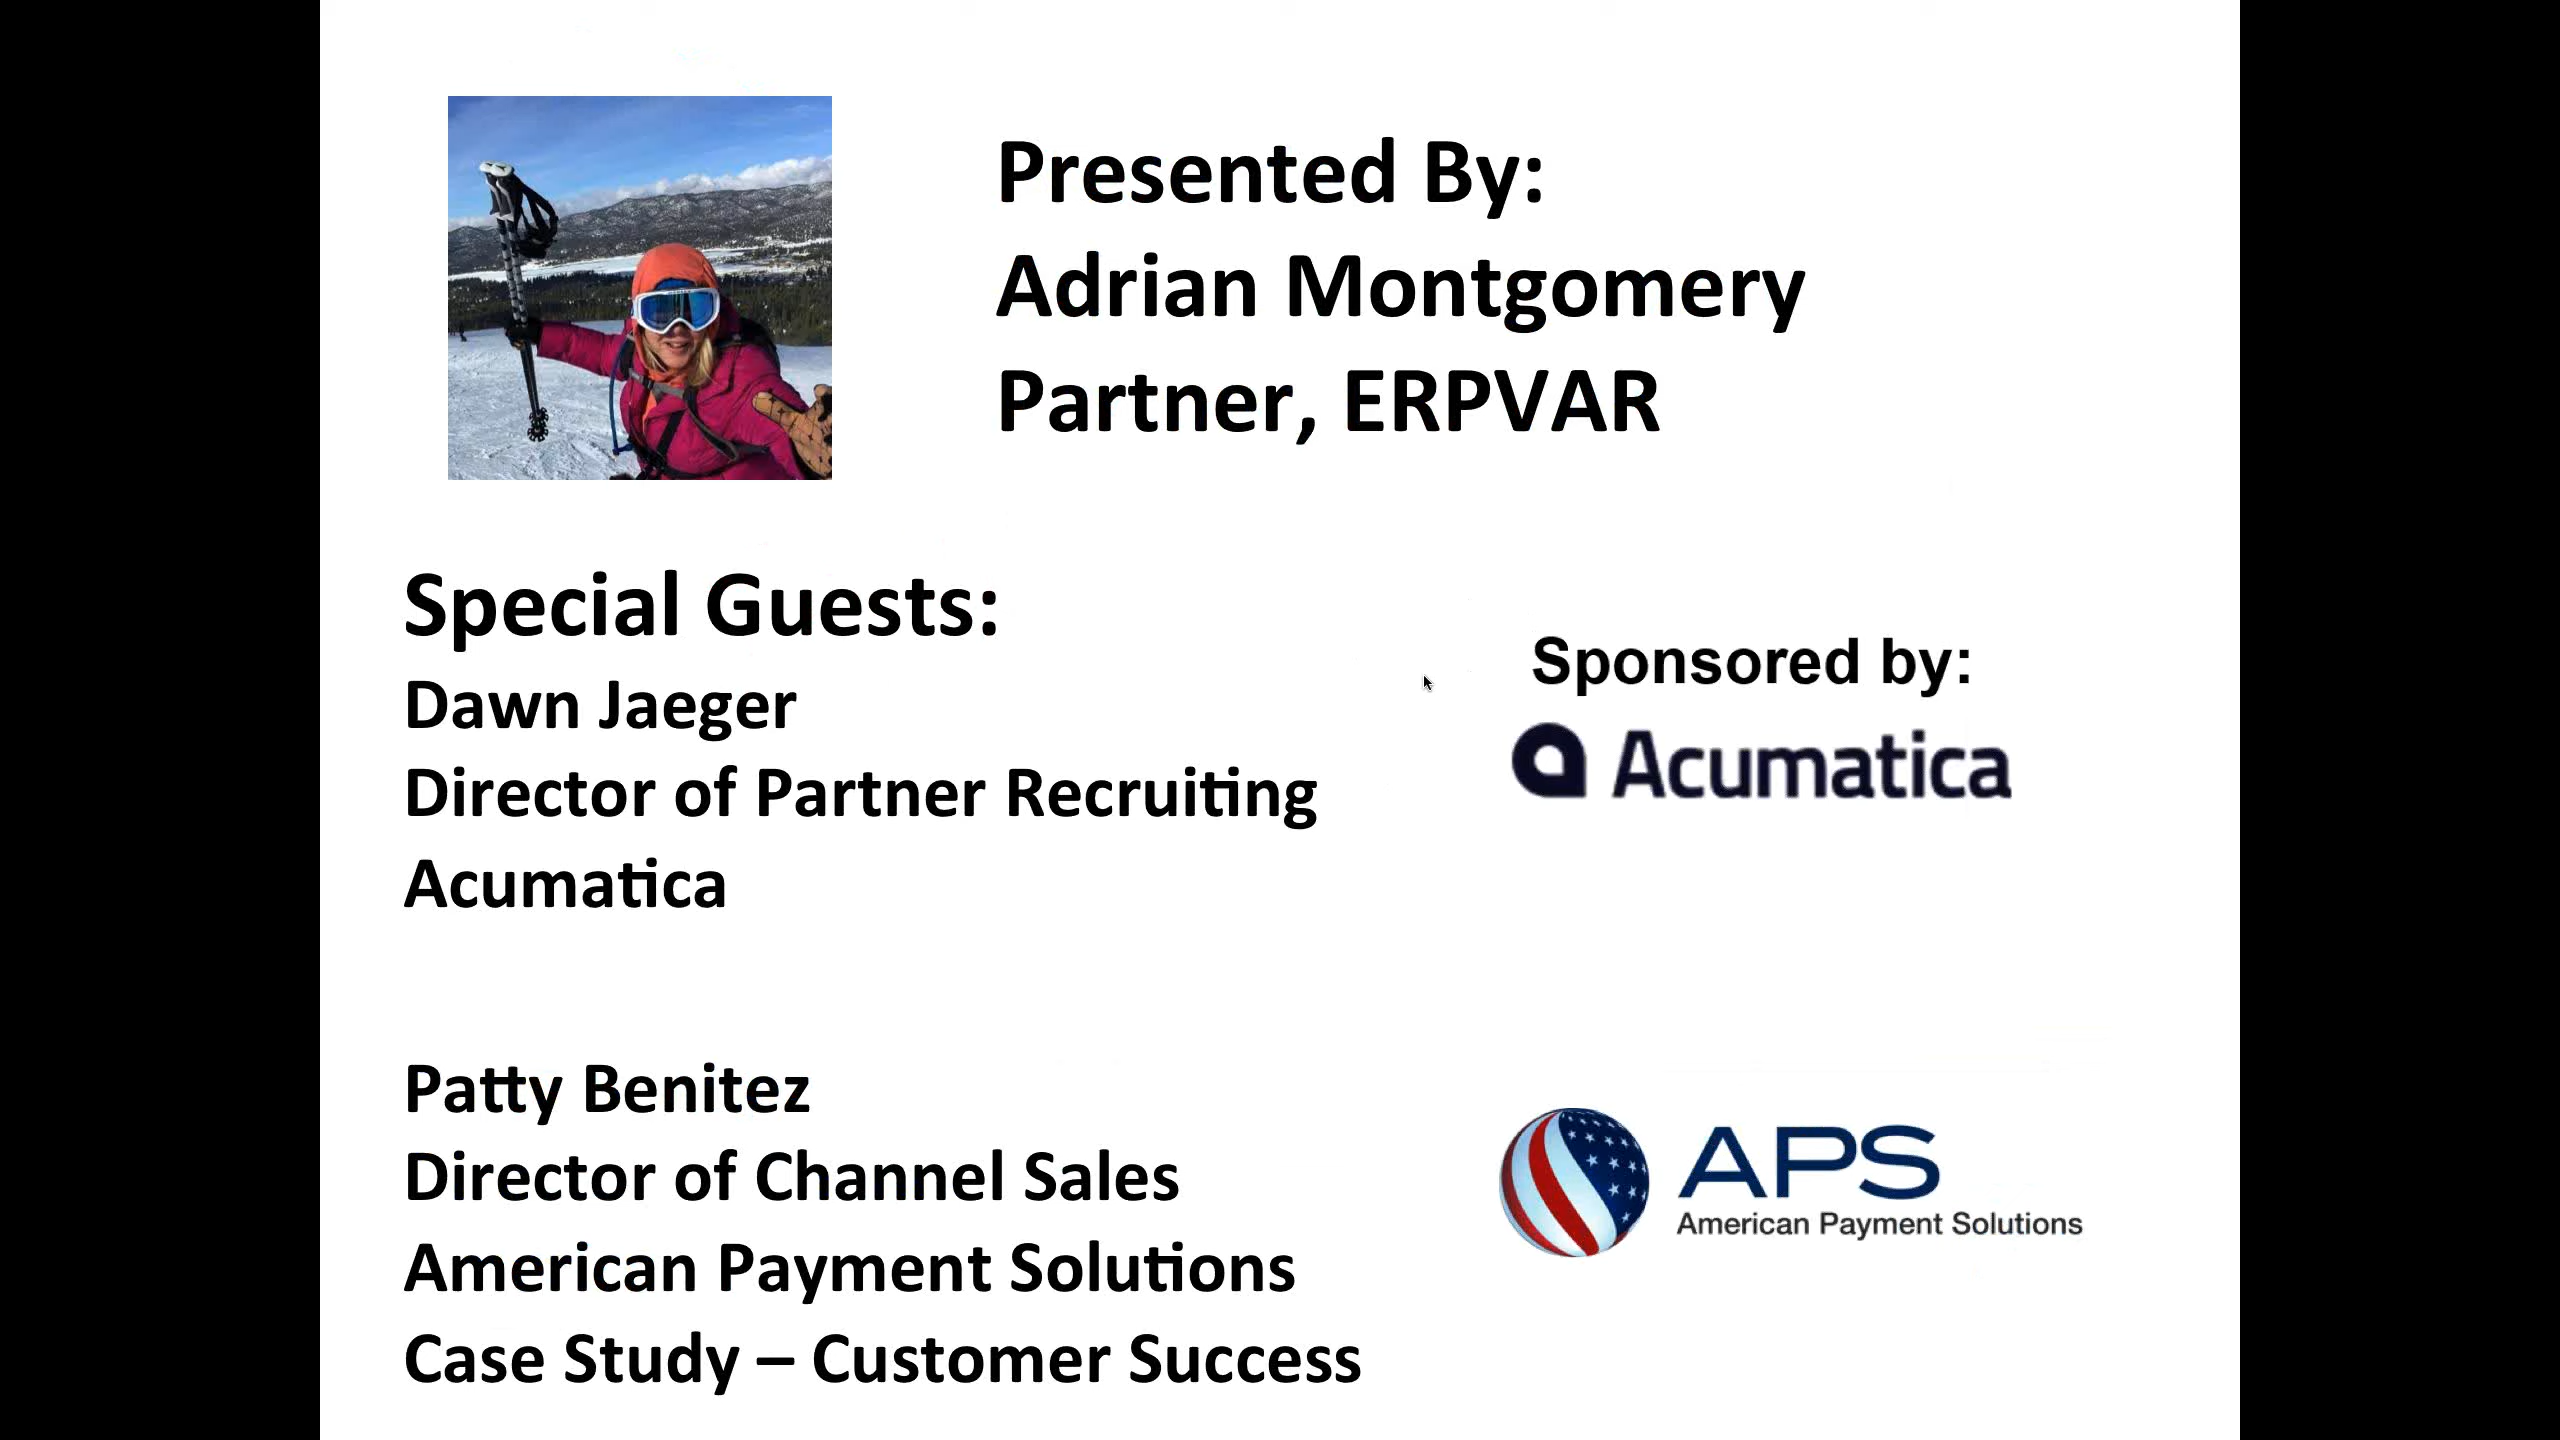 Presented By:
Adrian Montgomery
Partner, ERPVAR
Special Guests:
Dawn Jaeger
Director of Partner Recruiting
Acumatica
Sponsored by:
Acumatica
Patty Benitez
Director of Channel Sales
American Payment Solutions
Case Study – Customer Success
APS
American Payment Solutions